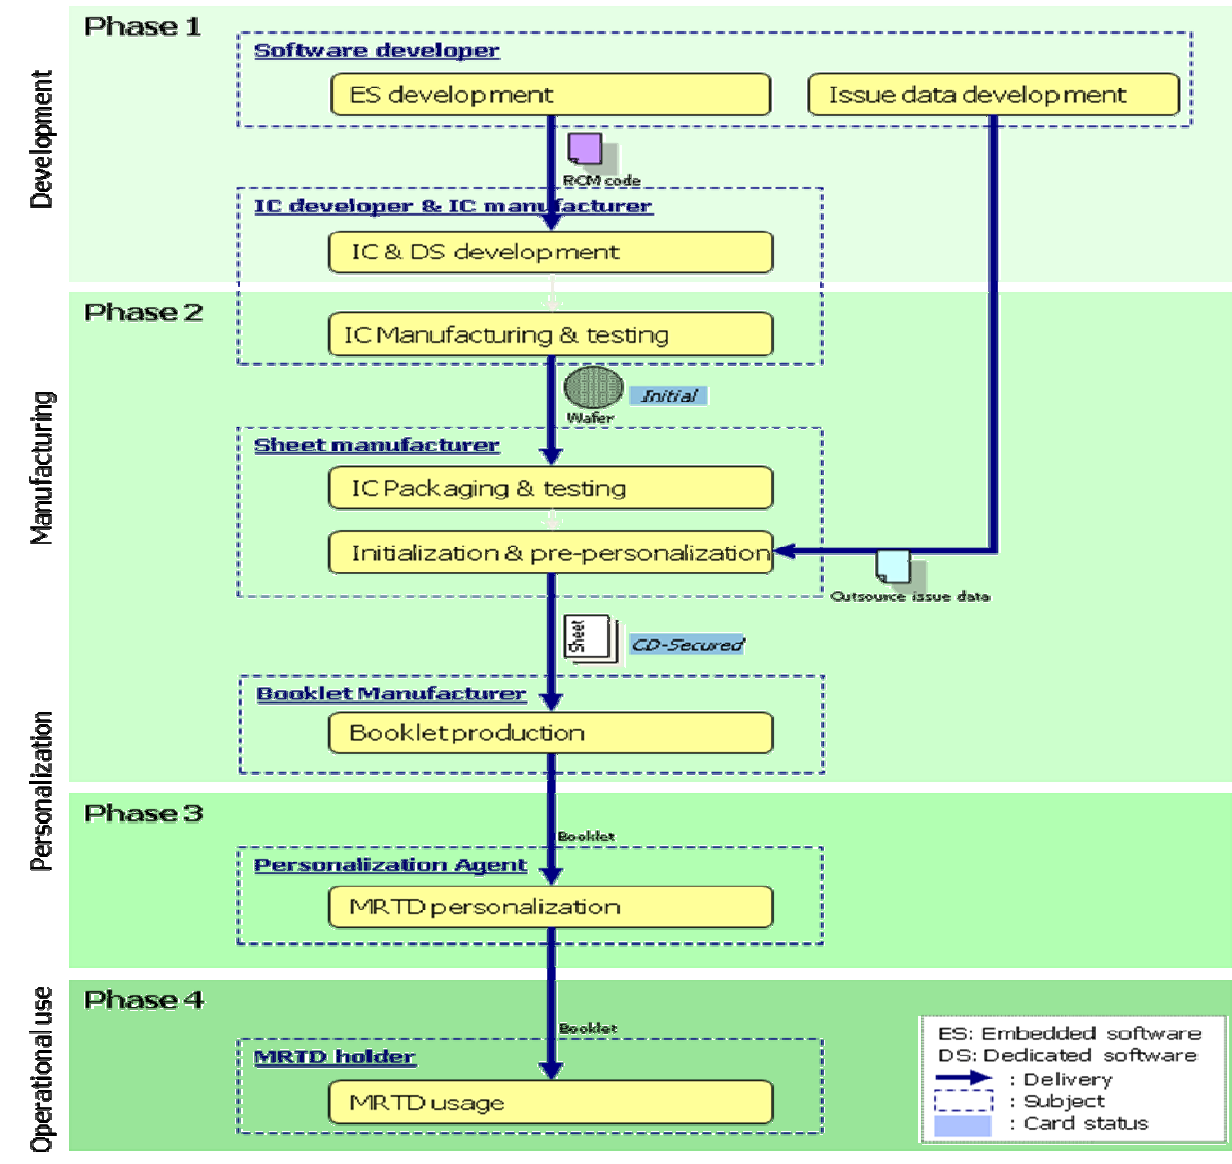 Phase 1
Development
Software developer
ES development
Issue data development
ROM code
IC developer & IC manufacturer
IC & DS development
Phase 2
Manufacturing
IC Manufacturing & testing
Initial
Wafer
Sheet manufacturer
IC Packaging & testing
Initialization & pre-personalization
Outsource issue data
Sheet
CD-Secured
Booklet Manufacturer
Booklet production
Personalization
Phase 3
Booklet
Personalization Agent
MRTD personalization
Phase 4
Operational use
Booklet
MRTD holder
MRTD usage
ES: Embedded software
DS: Dedicated software
: Delivery
: Subject
: Card status